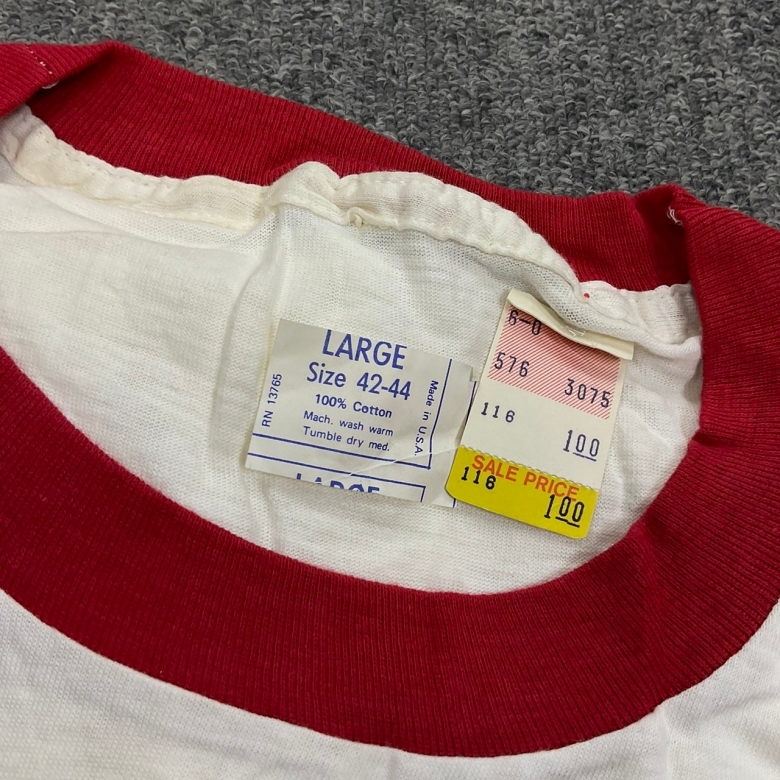 LARGE
Size 42-44
100% Cotton
Mach. wash warm
Tumble dry med.
RN 13765
Made in U.S.A
LARGE
6-0
576 3075
116
100
SALE PRICE
116
100